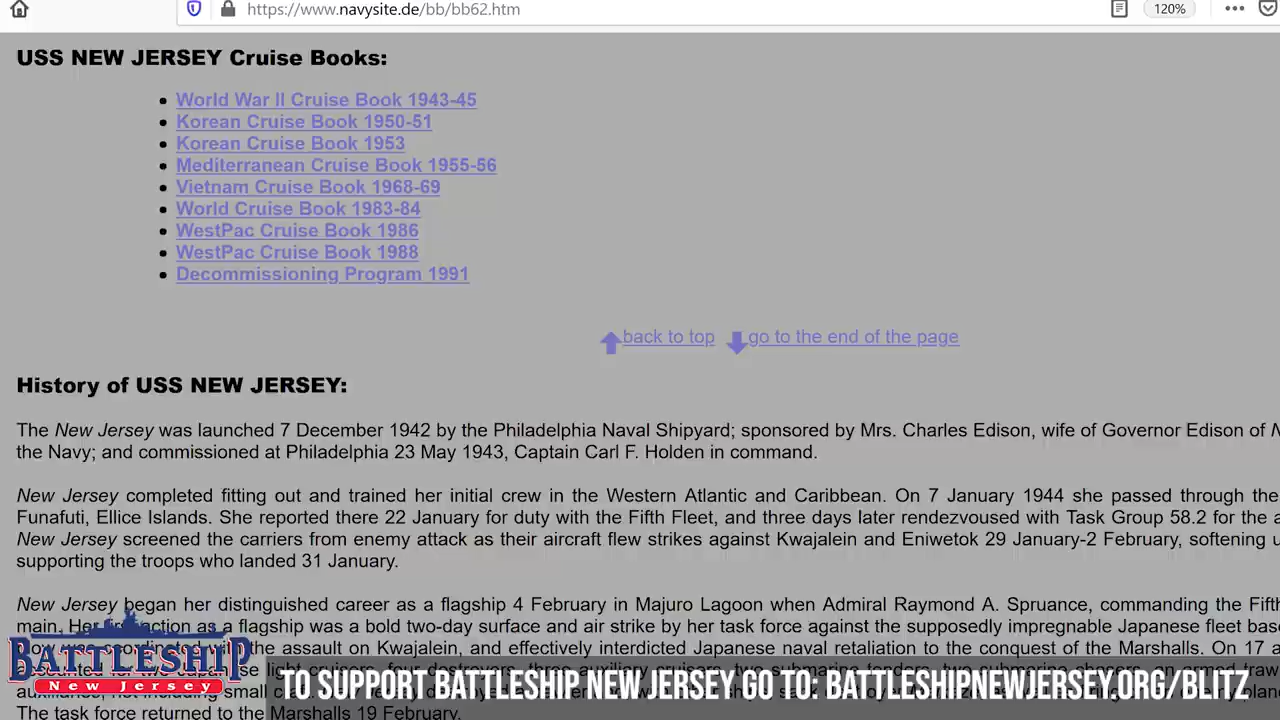 https://www.navysite.de/bb/bb62.htm
120%
USS NEW JERSEY Cruise Books:
World War II Cruise Book 1943-45
Korean Cruise Book 1950-51
Korean Cruise Book 1953
Mediterranean Cruise Book 1955-56
Vietnam Cruise Book 1968-69
World Cruise Book 1983-84
WestPac Cruise Book 1986
WestPac Cruise Book 1988
Decommissioning Program 1991
back to top go to the end of the page
History of USS NEW JERSEY:
The New Jersey was launched 7 December 1942 by the Philadelphia Naval Shipyard; sponsored by Mrs. Charles Edison, wife of Governor Edison of
the Navy; and commissioned at Philadelphia 23 May 1943, Captain Carl F. Holden in command.
New Jersey completed fitting out and trained her initial crew in the Western Atlantic and Caribbean. On 7 January 1944 she passed through the
Funafuti, Ellice Islands. She reported there 22 January for duty with the Fifth Fleet, and three days later rendezvoused with Task Group 58.2 for the
New Jersey screened the carriers from enemy attack as their aircraft flew strikes against Kwajalein and Eniwetok 29 January-2 February, softening
supporting the troops who landed 31 January.
New Jersey began her distinguished career as a flagship 4 February in Majuro Lagoon when Admiral Raymond A. Spruance, commanding the
main. Her action as a flagship was a bold two-day surface and air strike by her task force against the supposedly impregnable Japanese fleet
the assault on Kwajalein, and effectively interdicted Japanese naval retaliation to the conquest of the Marshalls. On 17
light cruisers, four destroyers, three auxiliary cruisers, two submarine tenders, two submarine
small
The task force returned to the Marshalls 19 February.
BATTLESHIP
New Jersey
TO SUPPORT BATTLESHIP NEW JERSEY GO TO: BATTLESHIPNEWJERSEY.ORG/BLITZ